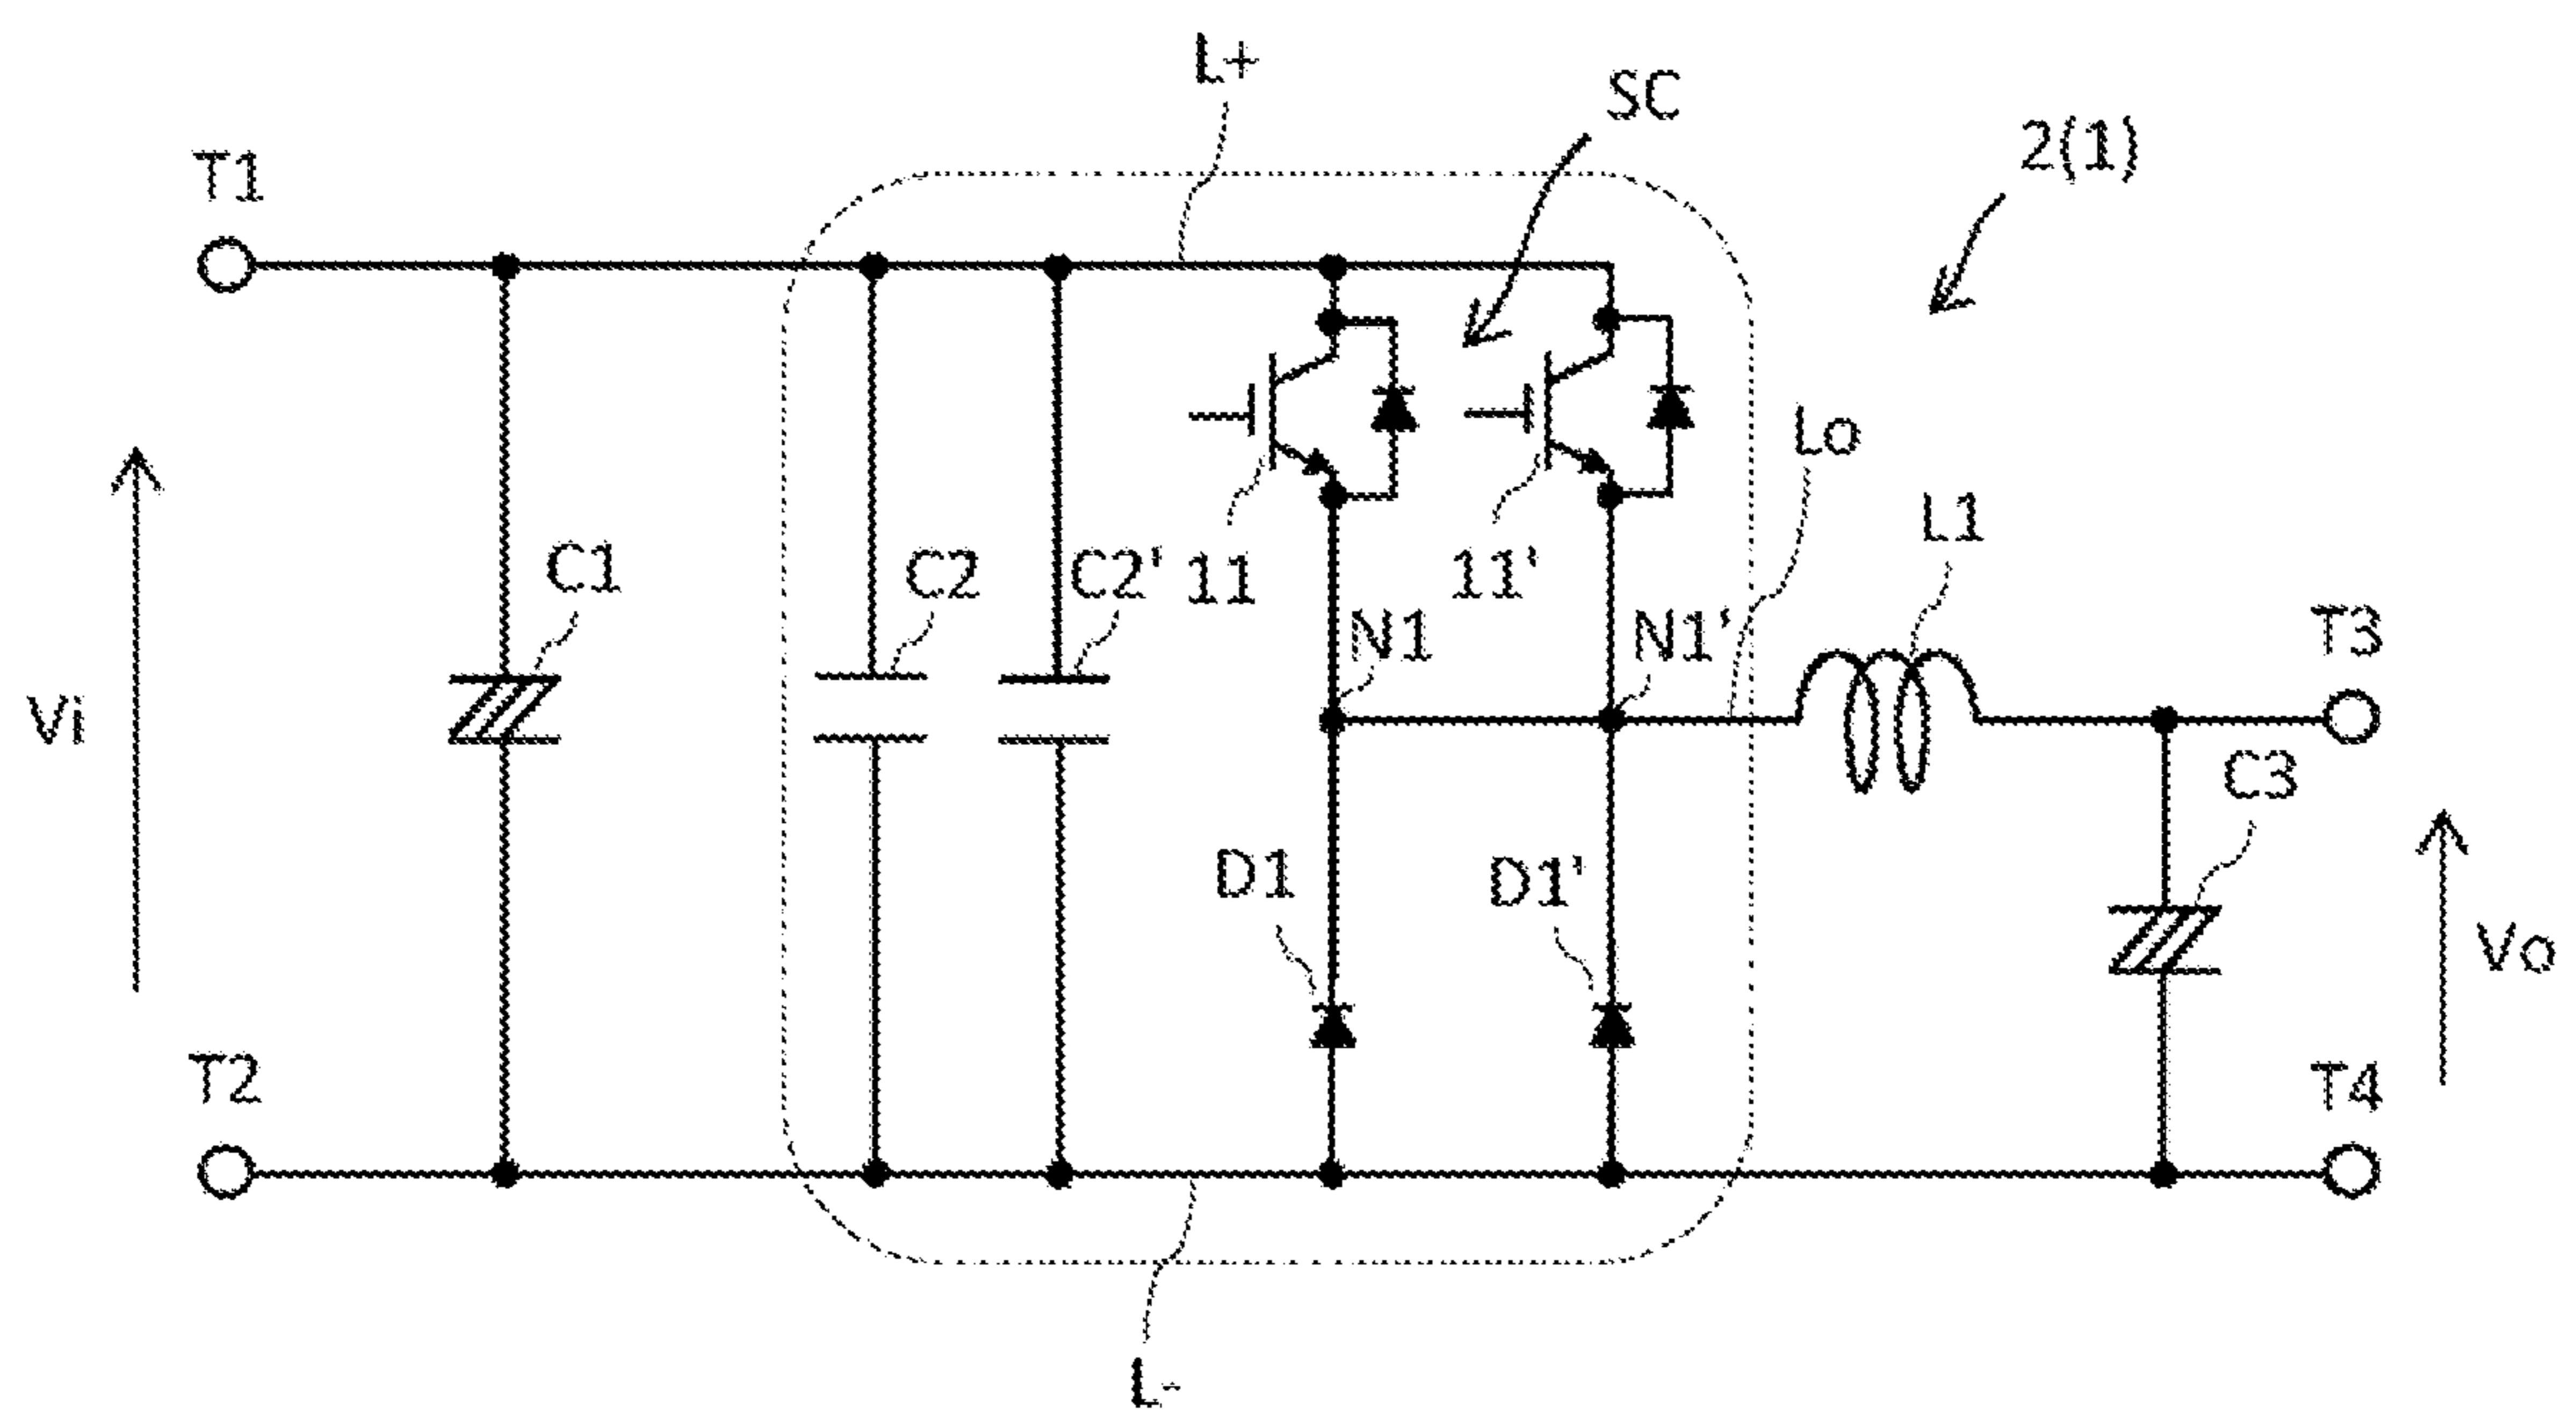 L+
SC
2(1)
T1
Lo
L1
C1
C2
C2'
11
11'
N1
N1'
T3
Vi
C3
D1
D1'
Vo
T2
T4
L-